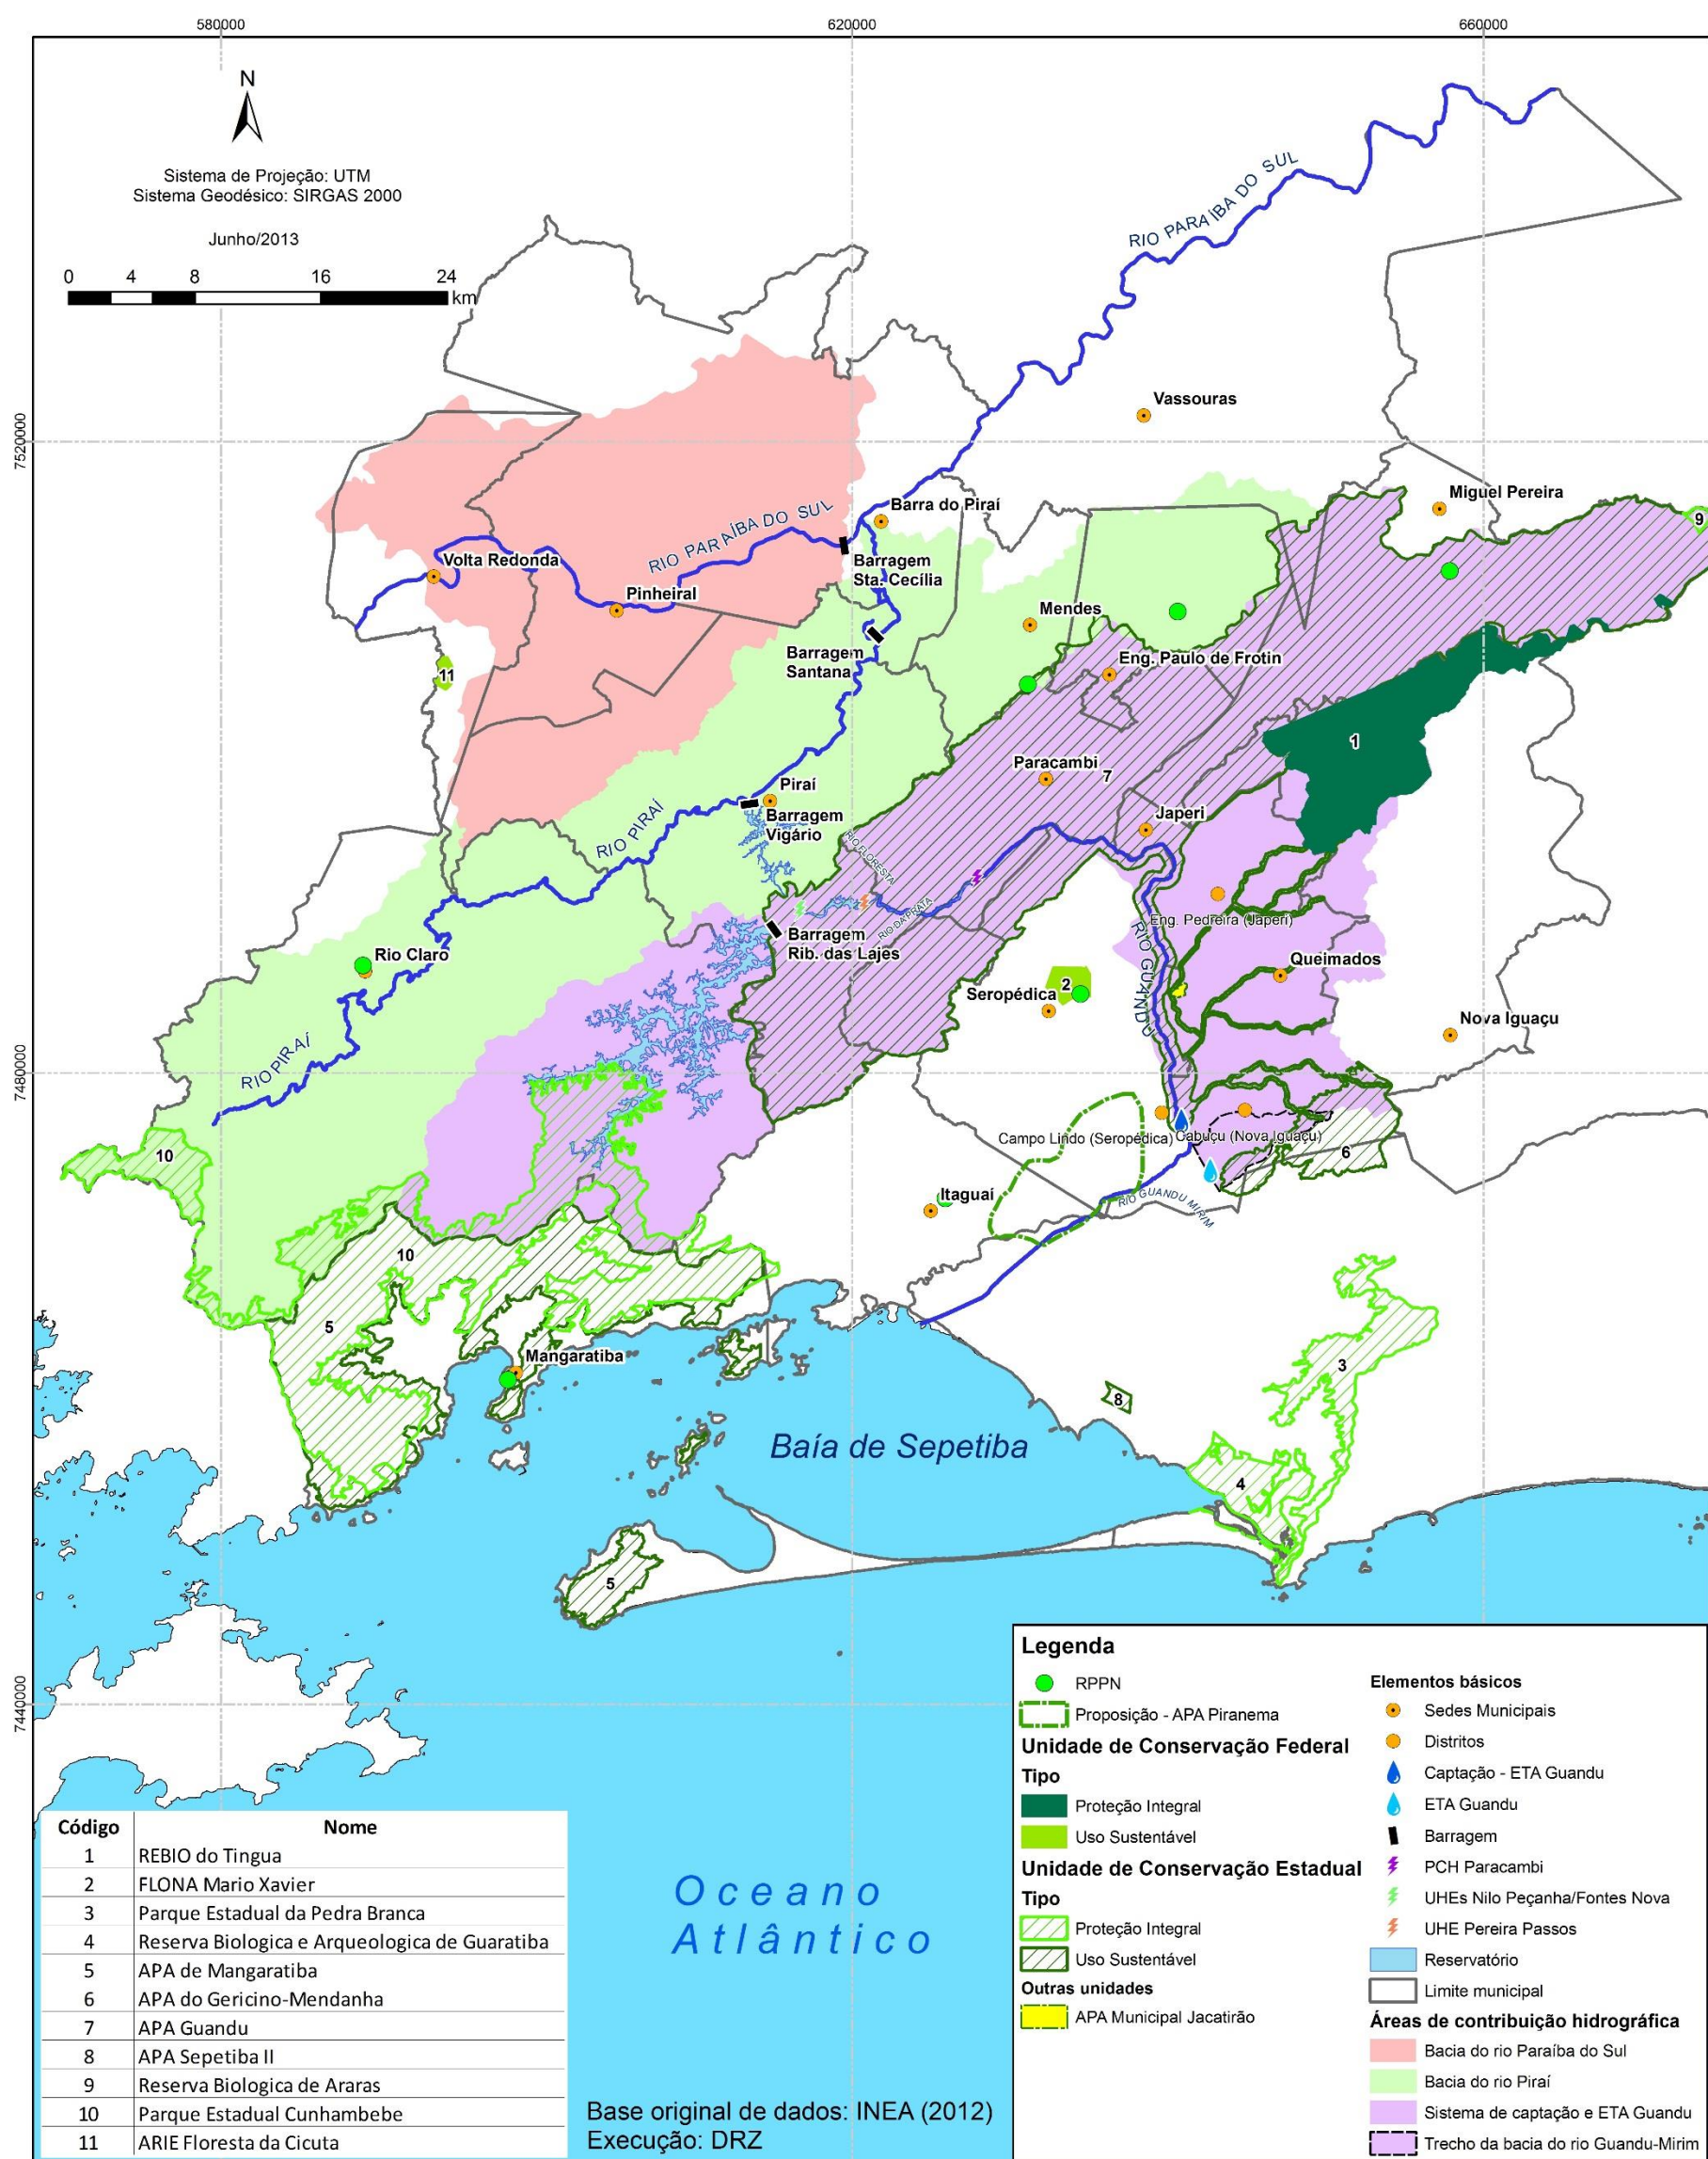 580000
620000
660000
N
Sistema de Projeção: UTM
Sistema Geodésico: SIRGAS 2000
Junho/2013
0 4 8 16 24
km
RIO PARAÍBA DO SUL
7520000
Vassouras
Miguel Pereira
9
Barra do Piraí
RIO PARAÍBA DO SUL
Volta Redonda
Barragem
Sta. Cecília
Pinheiral
Mendes
Barragem
Santana
Eng. Paulo de Frotin
11
1
Paracambi
7
Piraí
Barragem
Vigário
Japeri
RIO PIRAÍ
RIO FLORESTA
RIO DA PRATA
Eng. Pedreira (Japeri)
RIO GUANDU
Barragem
Rib. das Lajes
Rio Claro
Queimados
2
Seropédica
Nova Iguaçu
RIO PIRAÍ
7480000
Campo Lindo (Seropédica)
Cabuçu (Nova Iguaçu)
6
10
Itaguaí
RIO GUANDU MIRIM
10
5
Mangaratiba
3
8
Baía de Sepetiba
4
5
7440000
Legenda
RPPN
Proposição - APA Piranema
Unidade de Conservação Federal
Tipo
Proteção Integral
Uso Sustentável
Unidade de Conservação Estadual
Tipo
Proteção Integral
Uso Sustentável
Outras unidades
APA Municipal Jacatirão
Elementos básicos
Sedes Municipais
Distritos
Captação - ETA Guandu
ETA Guandu
Barragem
PCH Paracambi
UHEs Nilo Peçanha/Fontes Nova
UHE Pereira Passos
Reservatório
Limite municipal
Áreas de contribuição hidrográfica
Bacia do rio Paraíba do Sul
Bacia do rio Piraí
Sistema de captação e ETA Guandu
Trecho da bacia do rio Guandu-Mirim
Código Nome
1 REBIO do Tingua
2 FLONA Mario Xavier
3 Parque Estadual da Pedra Branca
4 Reserva Biologica e Arqueologica de Guaratiba
5 APA de Mangaratiba
6 APA do Gericino-Mendanha
7 APA Guandu
8 APA Sepetiba II
9 Reserva Biologica de Araras
10 Parque Estadual Cunhambebe
11 ARIE Floresta da Cicuta
Oceano
Atlântico
Base original de dados: INEA (2012)
Execução: DRZ